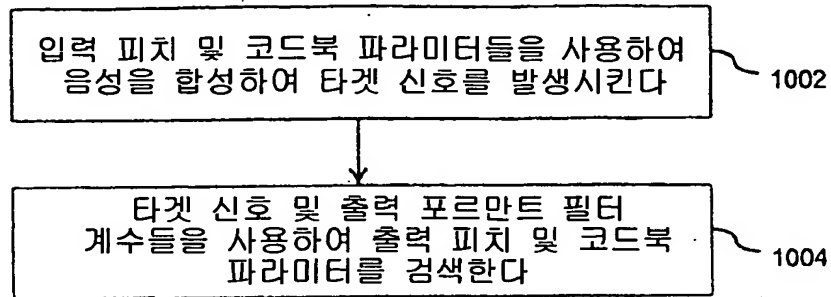 입력 피치 및 코드북 파라미터들을 사용하여
음성을 합성하여 타겟 신호를 발생시킨다
1002
타겟 신호 및 출력 포르만트 필터
계수들을 사용하여 출력 피치 및 코드북
파라미터를 검색한다
1004